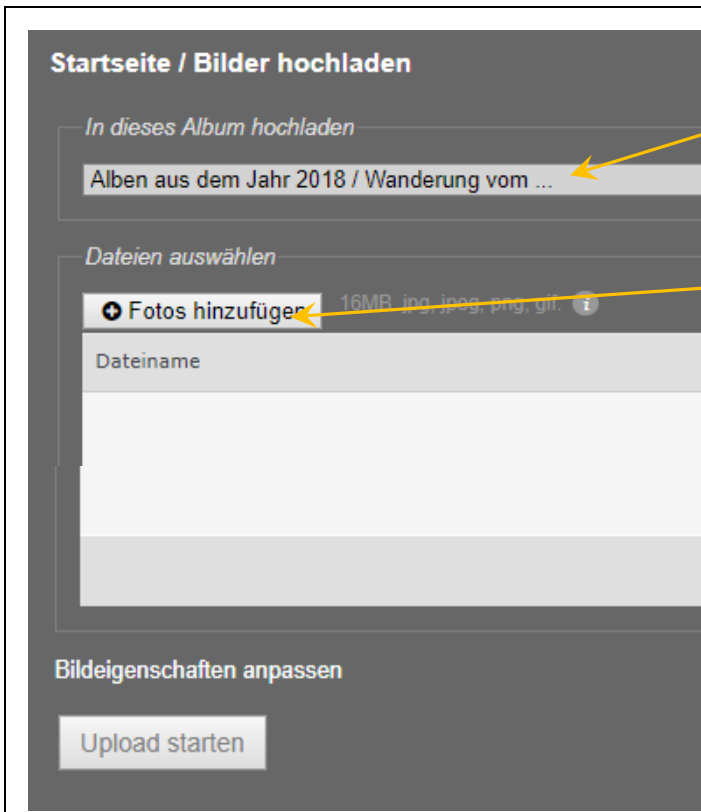 Startseite / Bilder hochladen
In dieses Album hochladen
Alben aus dem Jahr 2018 / Wanderung vom ...
Dateien auswählen
Fotos hinzufügen 16MB. jpg, jpeg, png, gif.
Dateiname
Bildeigenschaften anpassen
Upload starten